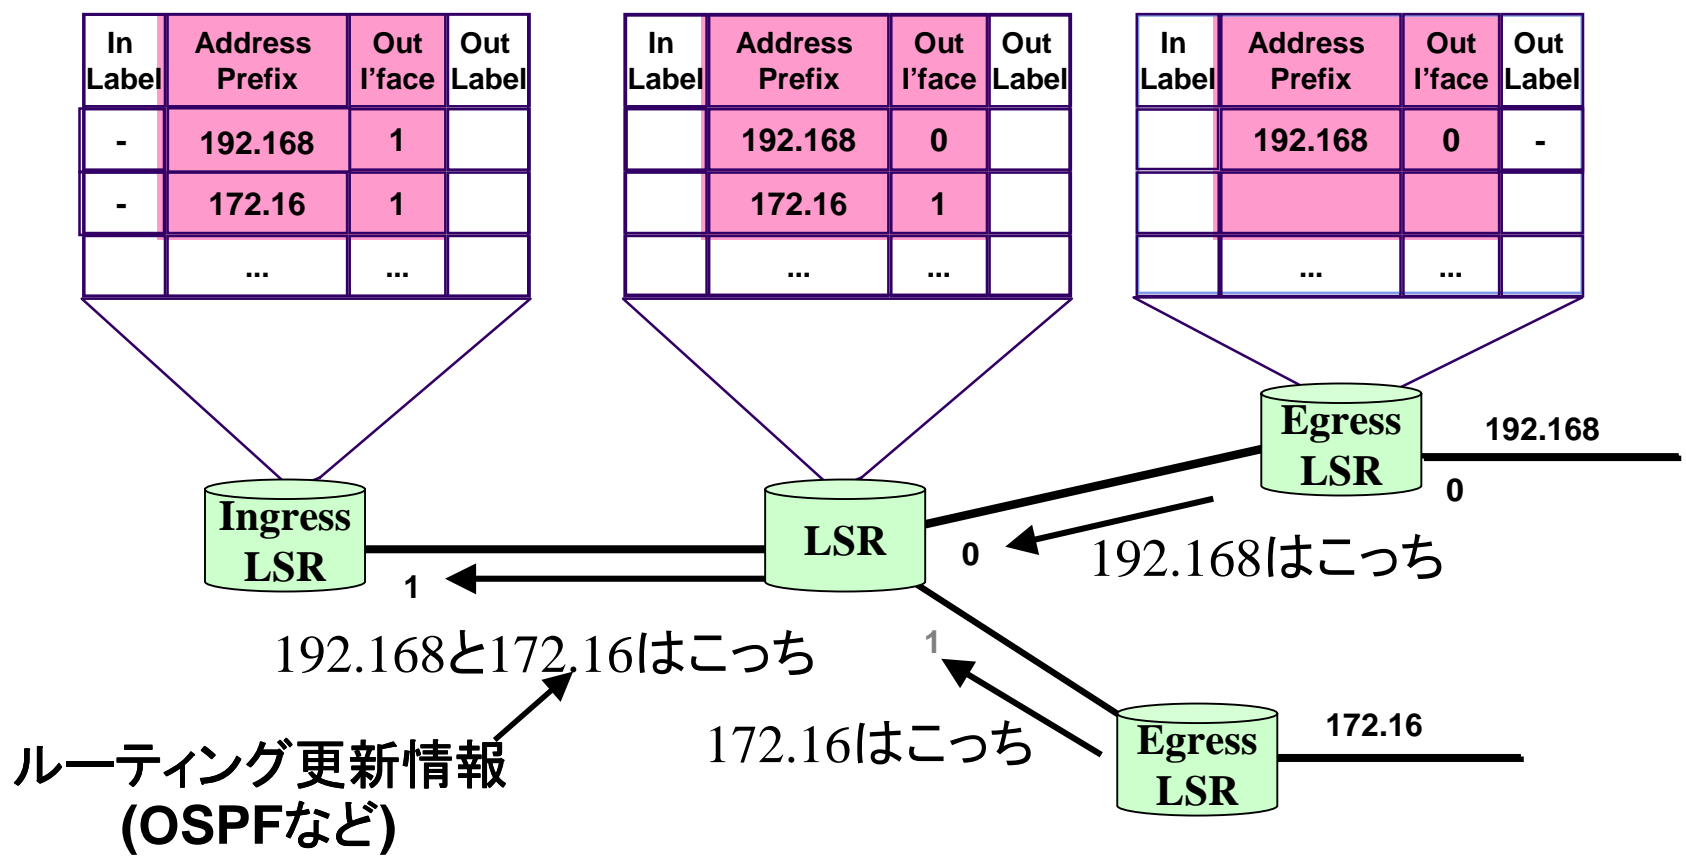 In Address Out Out
Label Prefix I'face Label
- 192.168 1
- 172.16 1
... ...
In Address Out Out
Label Prefix I'face Label
192.168 0
172.16 1
... ...
In Address Out Out
Label Prefix I'face Label
192.168 0 -
... ...
Egress
LSR
192.168
0
Ingress
LSR
1
LSR
0
192.168はこっち
192.168と172.16はこっち
1
172.16はこっち
Egress
LSR
172.16
ルーティング更新情報
(OSPFなど)